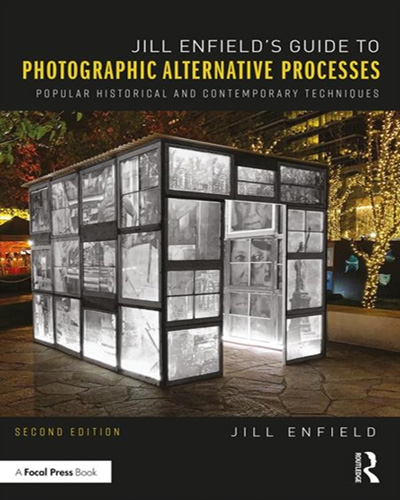 JILL ENFIELD'S GUIDE TO
PHOTOGRAPHIC ALTERNATIVE PROCESSES
POPULAR HISTORICAL AND CONTEMPORARY TECHNIQUES
SECOND EDITION
JILL ENFIELD
A Focal Press Book
ROUTLEDGE